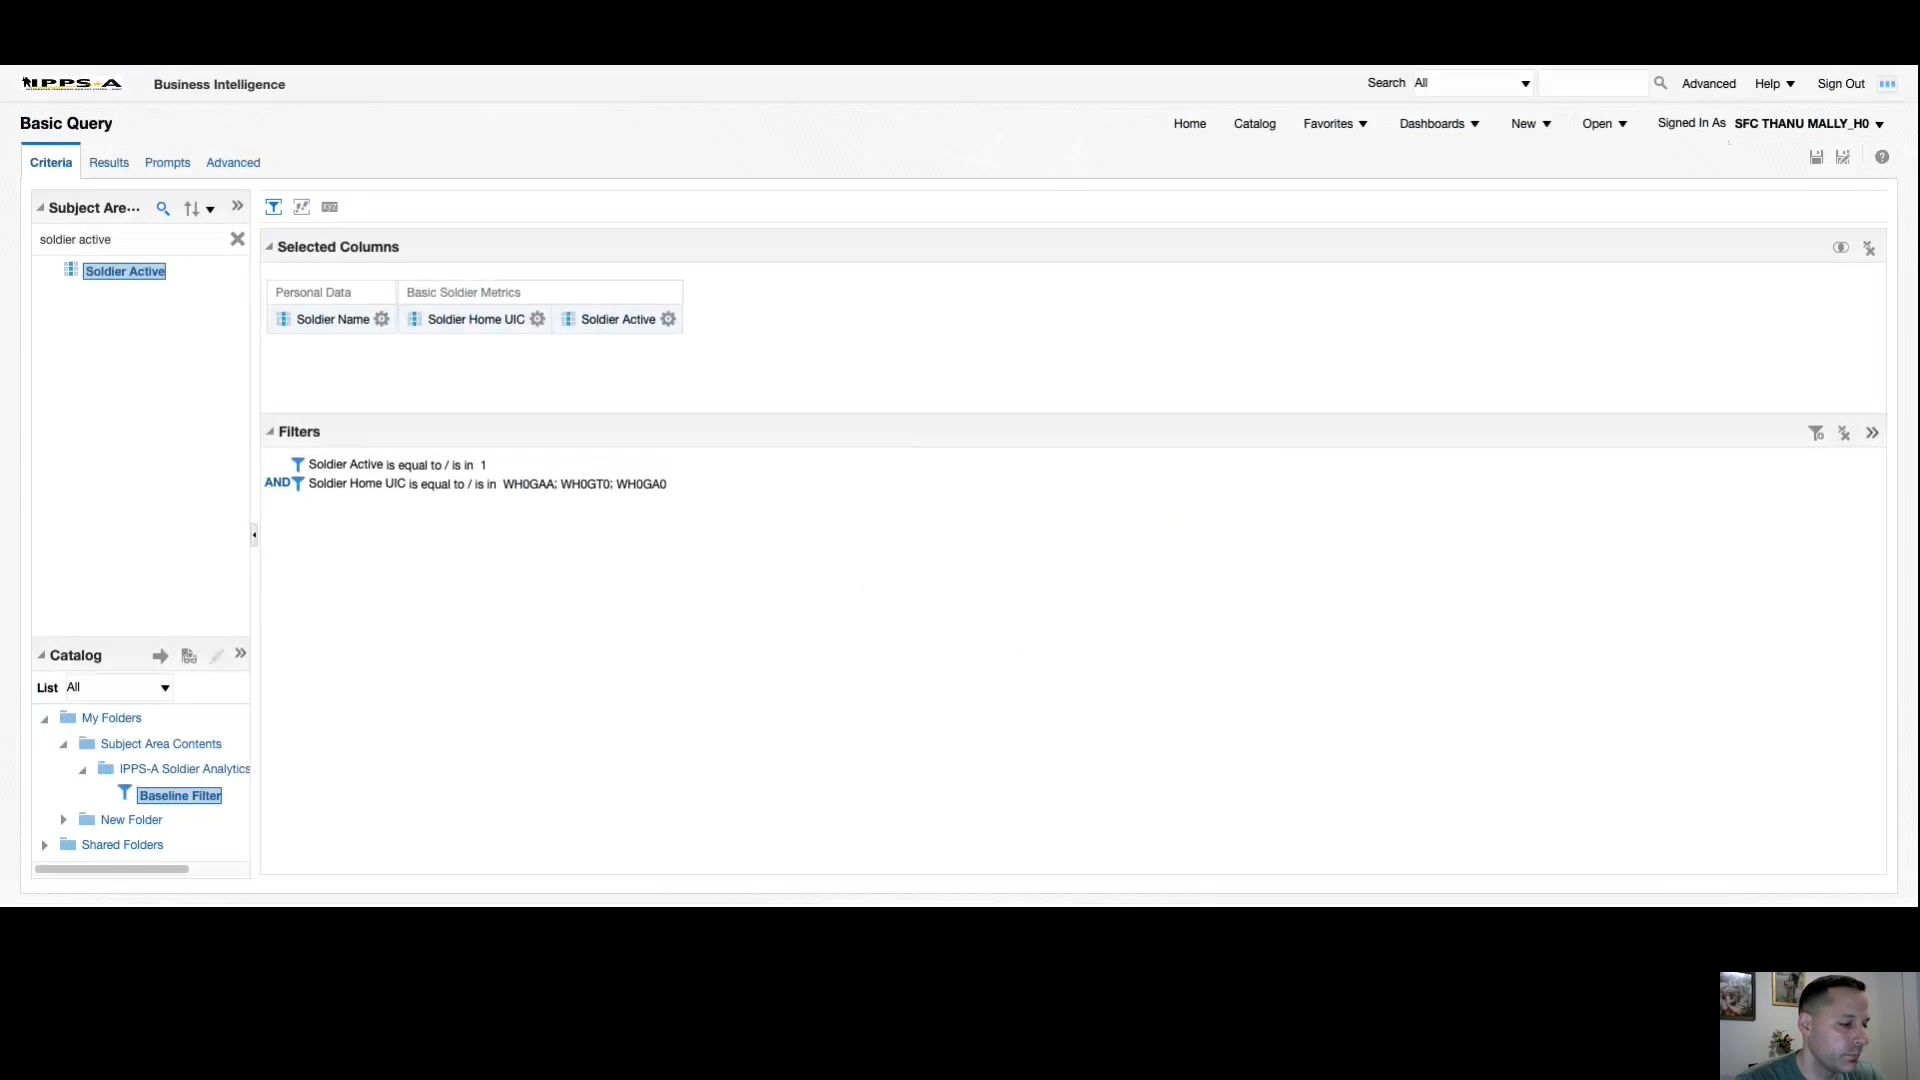 IPPS-A
Business Intelligence
Search All
Advanced
Help
Sign Out
Basic Query
Home
Catalog
Favorites
Dashboards
New
Open
Signed In As SFC THANU MALLY_H0
Criteria
Results
Prompts
Advanced
Subject Are...
soldier active
Soldier Active
Selected Columns
Personal Data
Basic Soldier Metrics
Soldier Name
Soldier Home UIC
Soldier Active
Filters
Soldier Active is equal to / is in 1
AND Soldier Home UIC is equal to / is in WH0GAA; WH0GT0; WH0GA0
Catalog
List All
My Folders
Subject Area Contents
IPPS-A Soldier Analytics
Baseline Filter
New Folder
Shared Folders